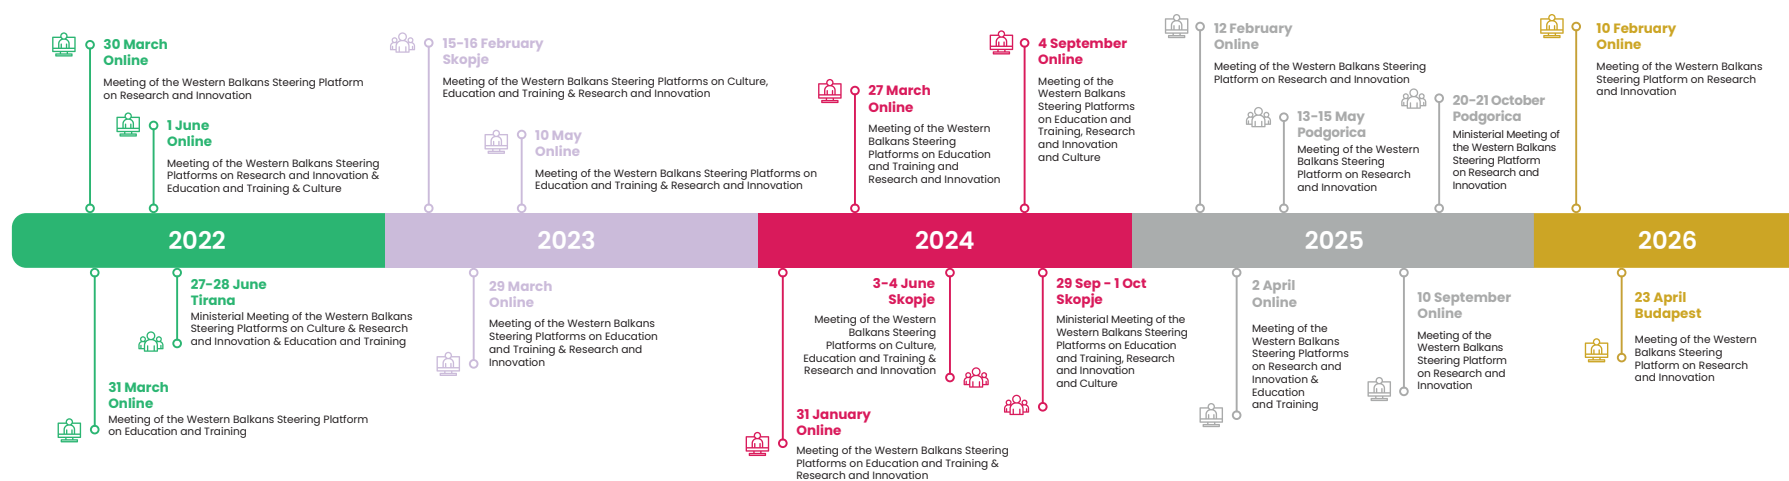 30 March
Online
Meeting of the Western Balkans Steering Platform
on Research and Innovation
1 June
Online
Meeting of the Western Balkans Steering
Platforms on Research and Innovation &
Education and Training & Culture
15-16 February
Skopje
Meeting of the Western Balkans Steering Platforms on Culture,
Education and Training & Research and Innovation
10 May
Online
Meeting of the Western Balkans Steering Platforms on
Education and Training & Research and Innovation
27 March
Online
Meeting of the Western
Balkans Steering
Platforms on Education
and Training and
Research and Innovation
4 September
Online
Meeting of the
Western Balkans
Steering Platforms
on Education and
Training, Research
and Innovation
and Culture
12 February
Online
Meeting of the Western Balkans Steering
Platform on Research and Innovation
13-15 May
Podgorica
Meeting of the Western
Balkans Steering
Platform on Research
and Innovation
20-21 October
Podgorica
Ministerial Meeting of
the Western Balkans
Steering Platform
on Research and
Innovation
10 February
Online
Meeting of the Western Balkans
Steering Platform on Research
and Innovation
2022
2023
2024
2025
2026
27-28 June
Tirana
Ministerial Meeting of the Western Balkans
Steering Platforms on Culture & Research
and Innovation & Education and Training
31 March
Online
Meeting of the Western Balkans Steering Platform
on Education and Training
29 March
Online
Meeting of the Western Balkans
Steering Platforms on Education
and Training & Research and
Innovation
31 January
Online
Meeting of the Western Balkans Steering
Platforms on Education and Training &
Research and Innovation
3-4 June
Skopje
Meeting of the Western
Balkans Steering
Platforms on Culture,
Education and Training &
Research and Innovation
29 Sep - 1 Oct
Skopje
Ministerial Meeting of the
Western Balkans Steering
Platforms on Education
and Training, Research
and Innovation
and Culture
2 April
Online
Meeting of the
Western Balkans
Steering Platforms
on Research and
Innovation &
Education
and Training
10 September
Online
Meeting of the
Western Balkans
Steering Platform
on Research and
Innovation
23 April
Budapest
Meeting of the Western
Balkans Steering
Platform on Research
and Innovation